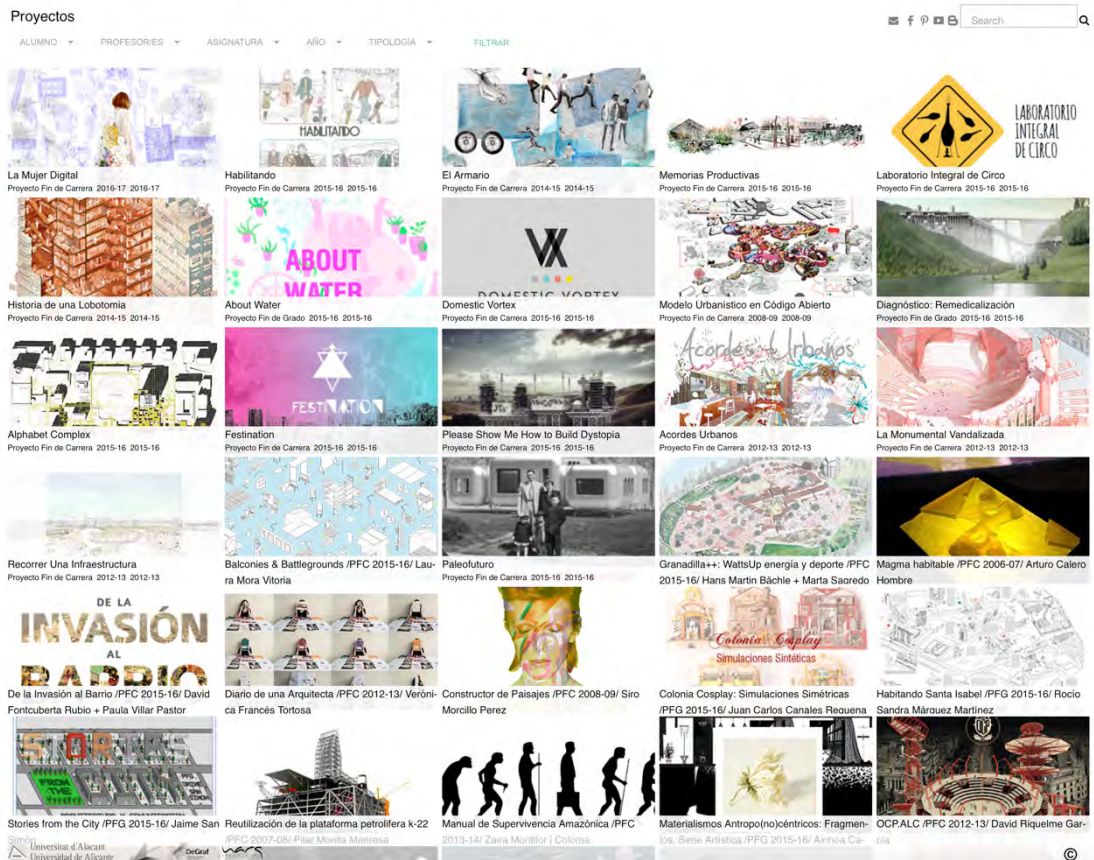 Proyectos
Search
ALUMNO
PROFESOR/ES
ASIGNATURA
AÑO
TIPOLOGÍA
FILTRAR
HABILITANDO
LABORATORIO
INTEGRAL
DE CIRCO
La Mujer Digital
Proyecto Fin de Carrera 2016-17 2016-17
Habilitando
Proyecto Fin de Carrera 2015-16 2015-16
El Armario
Proyecto Fin de Carrera 2014-15 2014-15
Memorias Productivas
Proyecto Fin de Carrera 2015-16 2015-16
Laboratorio Integral de Circo
Proyecto Fin de Carrera 2015-16 2015-16
ABOUT
WATER
DOMESTIC VORTEX
Historia de una Lobotomia
Proyecto Fin de Carrera 2014-15 2014-15
About Water
Proyecto Fin de Grado 2015-16 2015-16
Domestic Vortex
Proyecto Fin de Carrera 2015-16 2015-16
Modelo Urbanístico en Código Abierto
Proyecto Fin de Carrera 2008-09 2008-09
Diagnóstico: Remedicalización
Proyecto Fin de Grado 2015-16 2015-16
FESTINATION
Acordes Urbanos
Alphabet Complex
Proyecto Fin de Carrera 2015-16 2015-16
Festination
Proyecto Fin de Carrera 2015-16 2015-16
Please Show Me How to Build Dystopia
Proyecto Fin de Carrera 2015-16 2015-16
Acordes Urbanos
Proyecto Fin de Carrera 2012-13 2012-13
La Monumental Vandalizada
Proyecto Fin de Carrera 2012-13 2012-13
Recorrer Una Infraestructura
Proyecto Fin de Carrera 2012-13 2012-13
Balconies & Battlegrounds /PFC 2015-16/ Lau-
ra Mora Vitoria
Paleofuturo
Proyecto Fin de Carrera 2015-16 2015-16
Granadilla++: WattsUp energía y deporte /PFC
2015-16/ Hans Martin Bächle + Marta Sagredo
Magma habitable /PFC 2006-07/ Arturo Calero
Hombre
DE LA
INVASIÓN
AL
BARRIO
Colonia Cosplay
Simulaciones Sintéticas
De la Invasión al Barrio /PFC 2015-16/ David
Fontcuberta Rubio + Paula Villar Pastor
Diario de una Arquitecta /PFC 2012-13/ Veróni-
ca Francés Tortosa
Constructor de Paisajes /PFC 2008-09/ Siro
Morcillo Perez
Colonia Cosplay: Simulaciones Simétricas
/PFG 2015-16/ Juan Carlos Canales Requena
Habitando Santa Isabel /PFG 2015-16/ Rocio
Sandra Márquez Martinez
STORIES
FROM
THE
Stories from the City /PFG 2015-16/ Jaime San
Simón
Reutilización de la plataforma petrolífera k-22
/PFC 2007-08/ Pilar Morilla Manresa
Manual de Supervivencia Amazónica /PFC
2013-14/ Zaira Montllor | Coloma
Materialismos Antropo(no)céntricos: Fragmen-
tos. Serie Artística /PFG 2015-16/ Ainhoa Ca-
OCP.ALC /PFC 2012-13/ David Riquelme Gar-
cia
Universitat d'Alacant
Universidad de Alicante
DeGraf
©